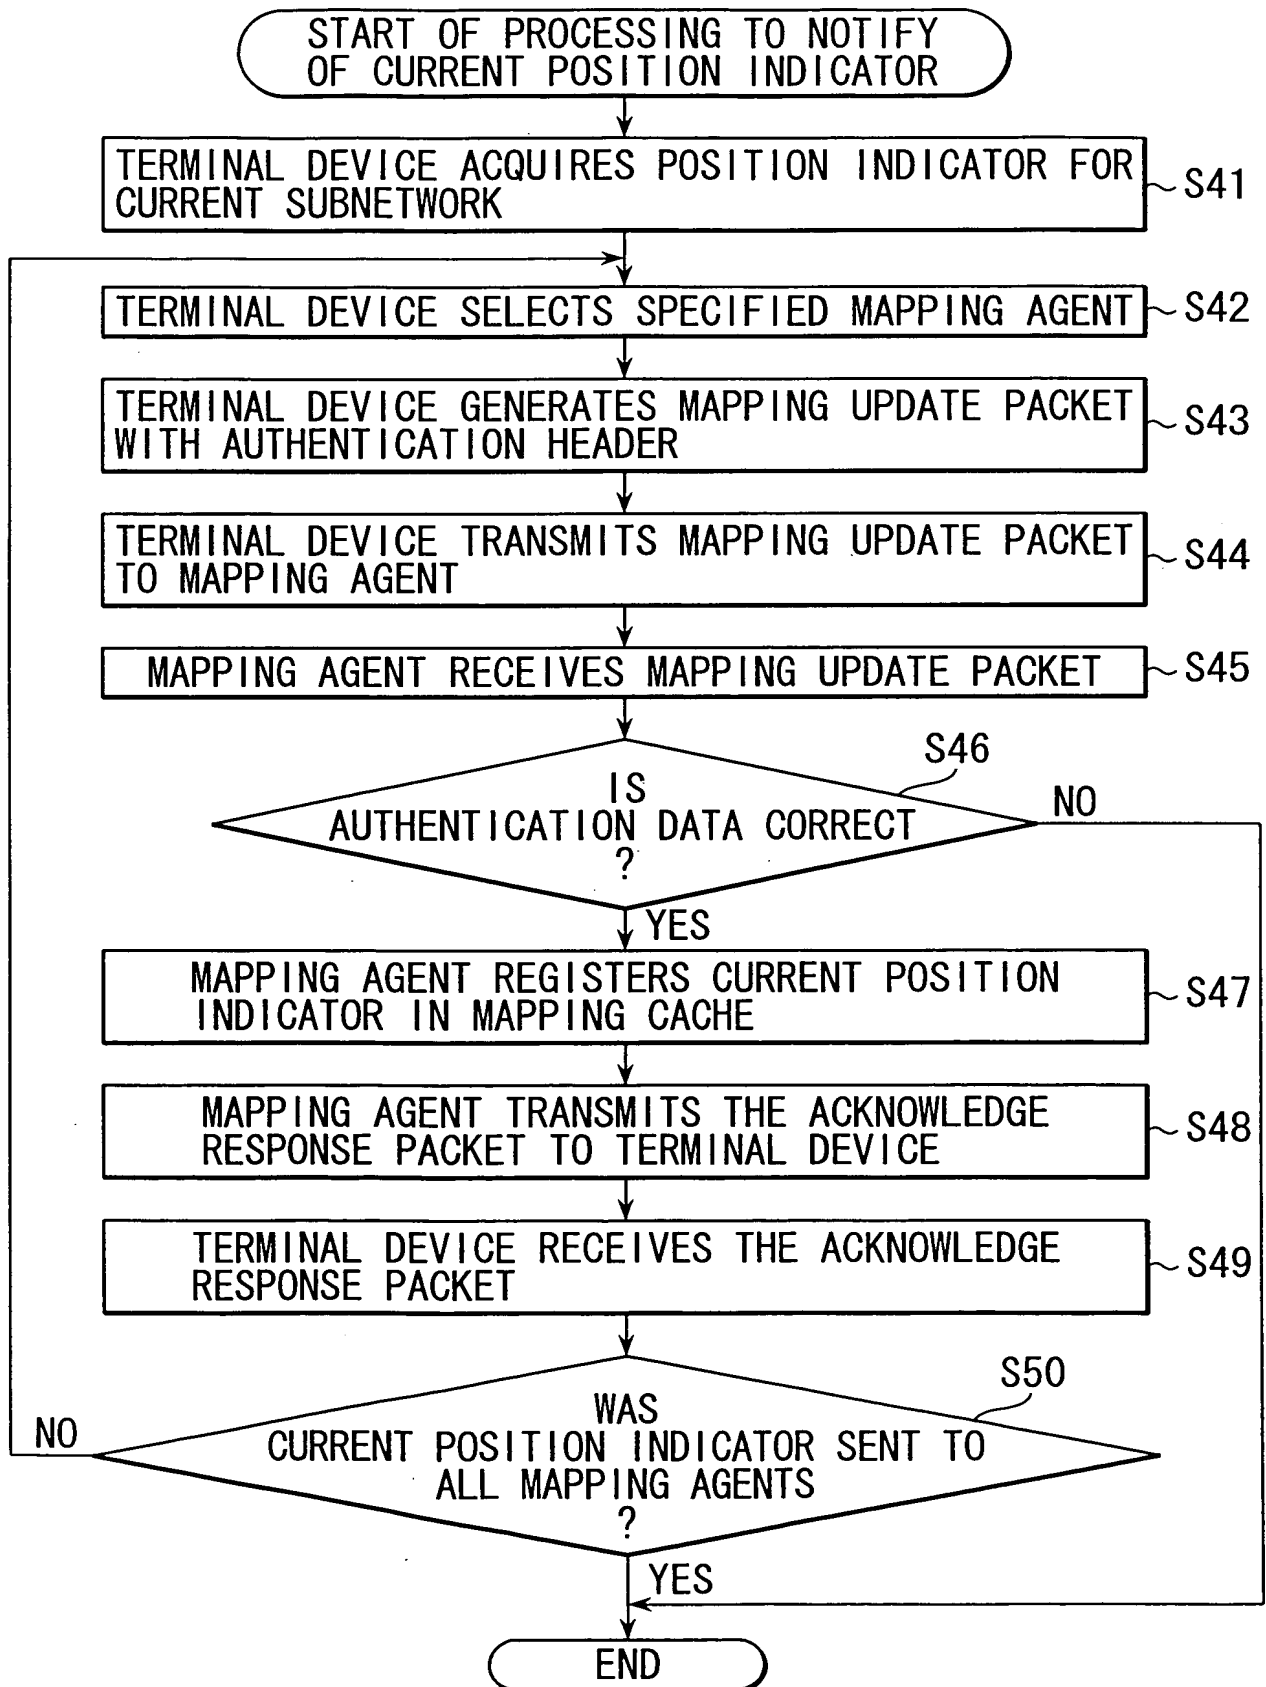 START OF PROCESSING TO NOTIFY
OF CURRENT POSITION INDICATOR
TERMINAL DEVICE ACQUIRES POSITION INDICATOR FOR
CURRENT SUBNETWORK
S41
TERMINAL DEVICE SELECTS SPECIFIED MAPPING AGENT
S42
TERMINAL DEVICE GENERATES MAPPING UPDATE PACKET
WITH AUTHENTICATION HEADER
S43
TERMINAL DEVICE TRANSMITS MAPPING UPDATE PACKET
TO MAPPING AGENT
S44
MAPPING AGENT RECEIVES MAPPING UPDATE PACKET
S45
S46
IS
AUTHENTICATION DATA CORRECT
?
NO
YES
MAPPING AGENT REGISTERS CURRENT POSITION
INDICATOR IN MAPPING CACHE
S47
MAPPING AGENT TRANSMITS THE ACKNOWLEDGE
RESPONSE PACKET TO TERMINAL DEVICE
S48
TERMINAL DEVICE RECEIVES THE ACKNOWLEDGE
RESPONSE PACKET
S49
S50
WAS
CURRENT POSITION INDICATOR SENT TO
ALL MAPPING AGENTS
?
NO
YES
END